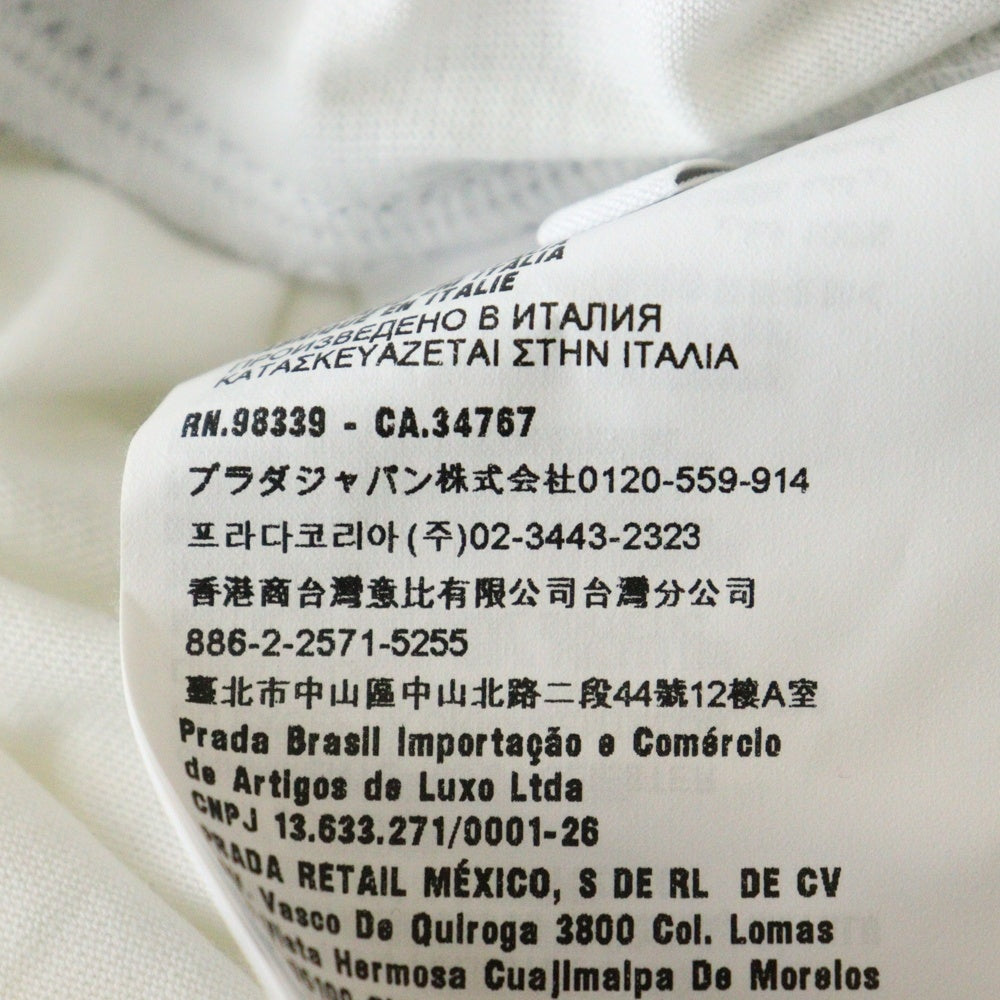 ITALIA
EN ITALIE
ПРОИЗВЕДЕНО В ИТАЛИЯ
ΚΑΤΑΣΚΕΥΑΖΕΤΑΙ ΣΤΗΝ ΙΤΑΛΙΑ
RN.98339 - CA.34767
プラダジャパン株式会社0120-559-914
프라다코리아(주)02-3443-2323
香港商台灣意比有限公司台灣分公司
886-2-2571-5255
臺北市中山區中山北路二段44號12樓A室
Prada Brasil Importação e Comércio
de Artigos de Luxo Ltda
CNPJ 13.633.271/0001-26
PRADA RETAIL MÉXICO, S DE RL DE CV
Vasco De Quiroga 3800 Col. Lomas
Hermosa Cuajimalpa De Morelos